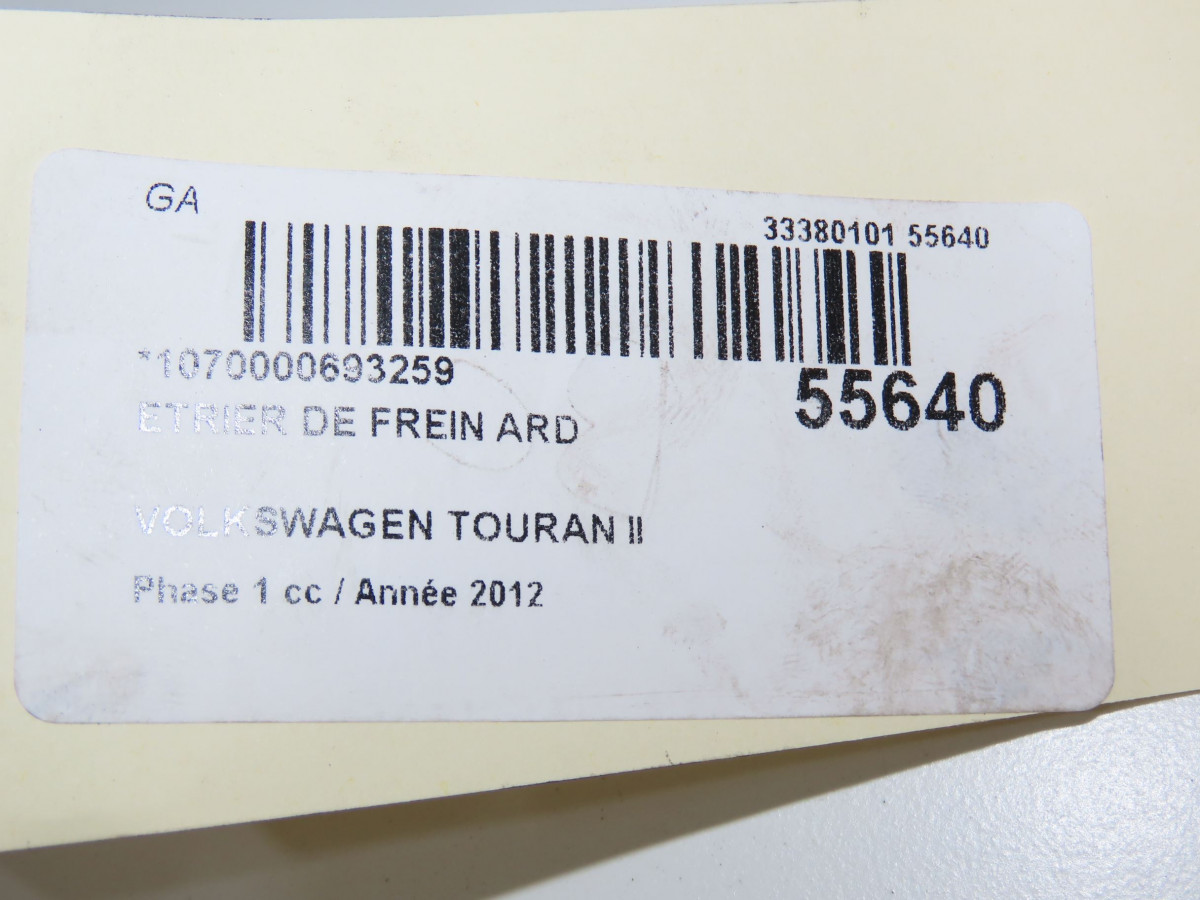 GA
33380101 55640
*1070000693259
55640
ETRIER DE FREIN ARD
VOLKSWAGEN TOURAN II
Phase 1 cc / Année 2012